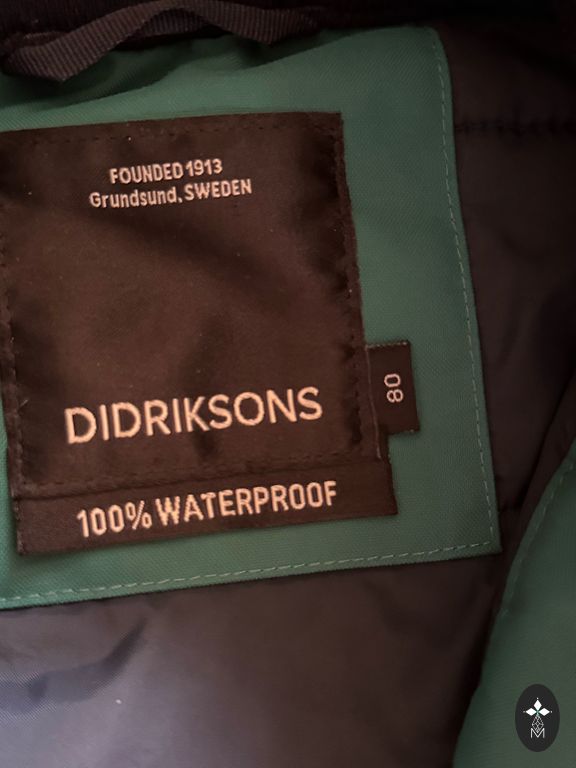 FOUNDED 1913
Grundsund, SWEDEN
DIDRIKSONS
80
100% WATERPROOF
M